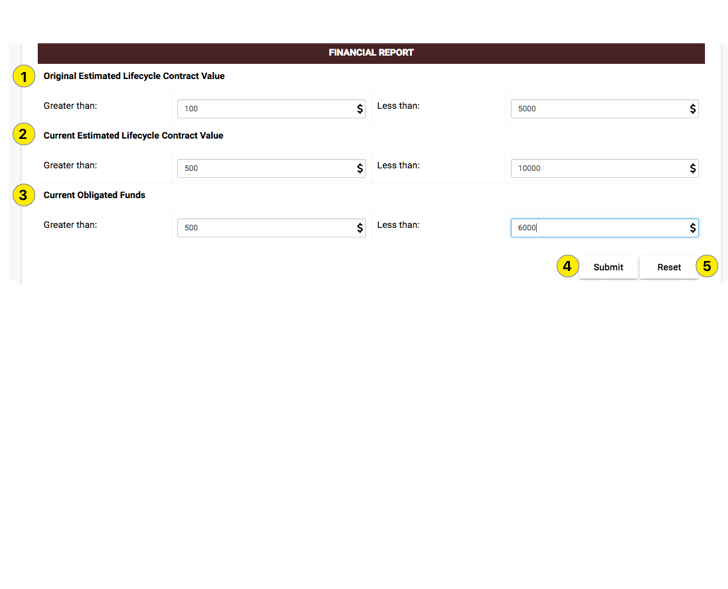 FINANCIAL REPORT
1 Original Estimated Lifecycle Contract Value
Greater than: 100 $ Less than: 5000 $
2 Current Estimated Lifecycle Contract Value
Greater than: 500 $ Less than: 10000 $
3 Current Obligated Funds
Greater than: 500 $ Less than: 6000 $
4 Submit Reset 5